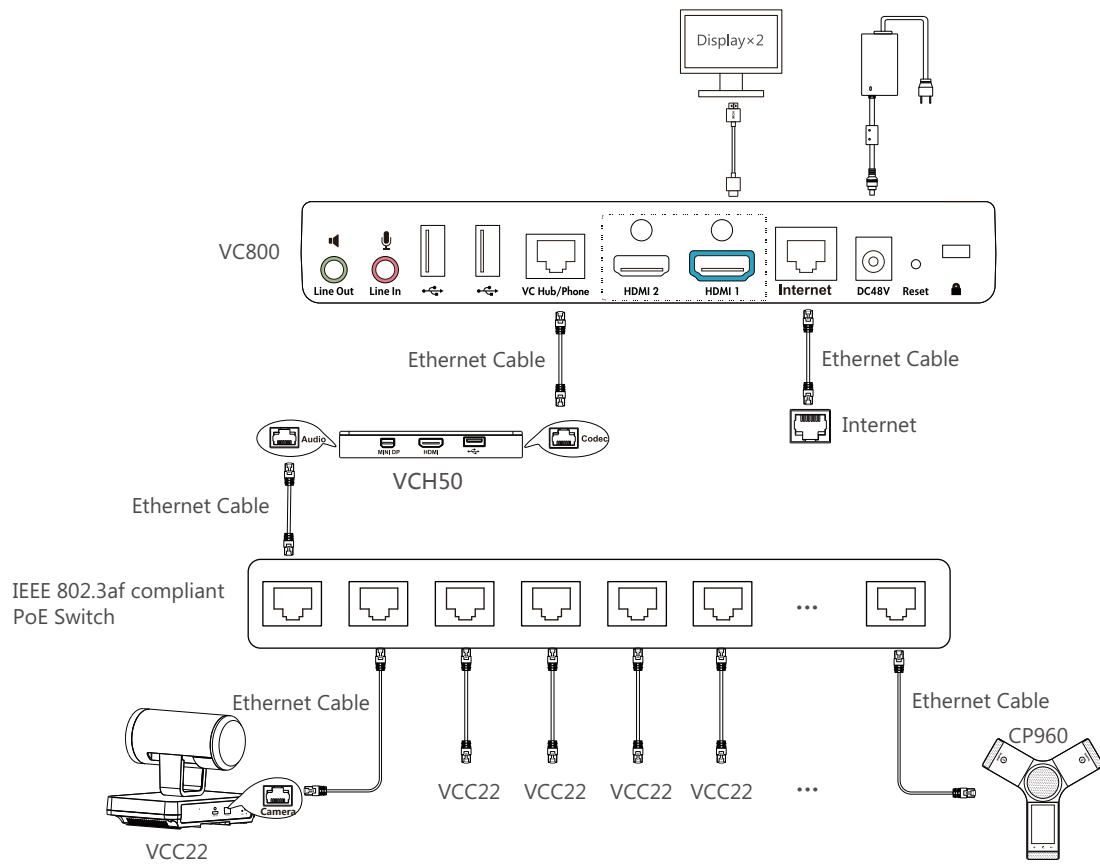 Display×2
VC800
Line Out
Line In
VC Hub/Phone
HDMI 2
HDMI 1
Internet
DC48V
Reset
Ethernet Cable
Ethernet Cable
Internet
Audio
MINI DP
HDMI
Codec
VCH50
Ethernet Cable
IEEE 802.3af compliant
PoE Switch
...
Ethernet Cable
Ethernet Cable
CP960
Camera
VCC22
VCC22
VCC22
VCC22
...
VCC22